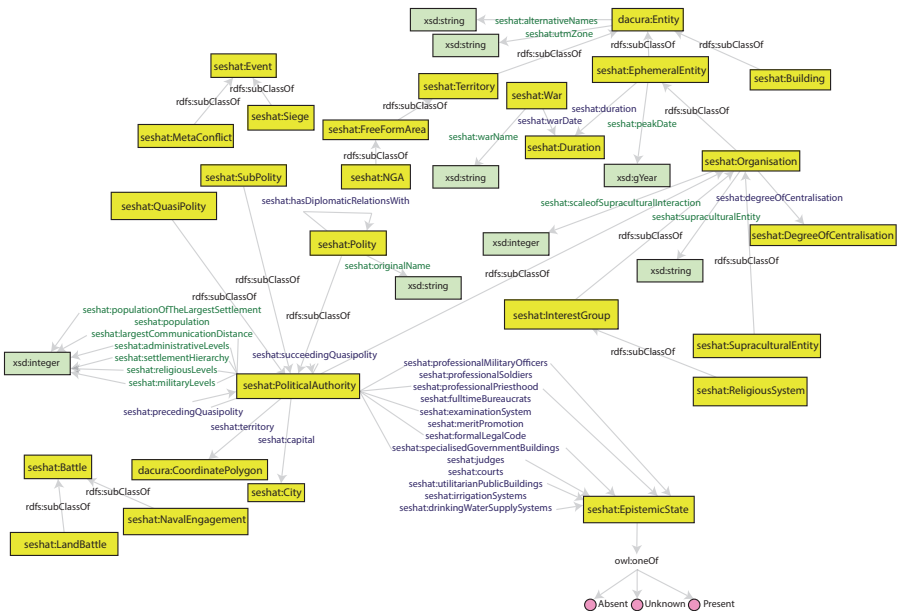 xsd:string
seshat:alternativeNames
dacura:Entity
seshat:utmZone
xsd:string
rdfs:subClassOf
rdfs:subClassOf
rdfs:subClassOf
seshat:Event
seshat:EphemeralEntity
seshat:Building
rdfs:subClassOf
rdfs:subClassOf
seshat:Territory
seshat:War
seshat:duration
rdfs:subClassOf
seshat:Siege
rdfs:subClassOf
seshat:warDate
seshat:peakDate
seshat:MetaConflict
seshat:FreeFormArea
seshat:warName
seshat:Duration
rdfs:subClassOf
seshat:Organisation
seshat:SubPolity
seshat:NGA
xsd:string
xsd:gYear
seshat:hasDiplomaticRelationsWith
seshat:scaleofSupraculturalInteraction
seshat:degreeOfCentralisation
seshat:QuasiPolity
seshat:supraculturalEntity
seshat:Polity
xsd:integer
rdfs:subClassOf
seshat:DegreeOfCentralisation
seshat:originalName
rdfs:subClassOf
xsd:string
rdfs:subClassOf
xsd:string
rdfs:subClassOf
rdfs:subClassOf
seshat:populationOfTheLargestSettlement
rdfs:subClassOf
seshat:population
seshat:InterestGroup
seshat:largestCommunicationDistance
seshat:administrativeLevels
seshat:SupraculturalEntity
xsd:integer
seshat:settlementHierarchy
seshat:succeedingQuasipolity
rdfs:subClassOf
seshat:religiousLevels
seshat:professionalMilitaryOfficers
seshat:militaryLevels
seshat:PoliticalAuthority
seshat:professionalSoldiers
seshat:ReligiousSystem
seshat:professionalPriesthood
seshat:fulltimeBureaucrats
seshat:precedingQuasipolity
seshat:examinationSystem
seshat:territory
seshat:meritPromotion
seshat:capital
seshat:formalLegalCode
seshat:specialisedGovernmentBuildings
seshat:Battle
dacura:CoordinatePolygon
seshat:judges
seshat:courts
rdfs:subClassOf
seshat:City
seshat:utilitarianPublicBuildings
rdfs:subClassOf
seshat:irrigationSystems
seshat:NavalEngagement
seshat:drinkingWaterSupplySystems
seshat:EpistemicState
seshat:LandBattle
owl:oneOf
Absent
Unknown
Present